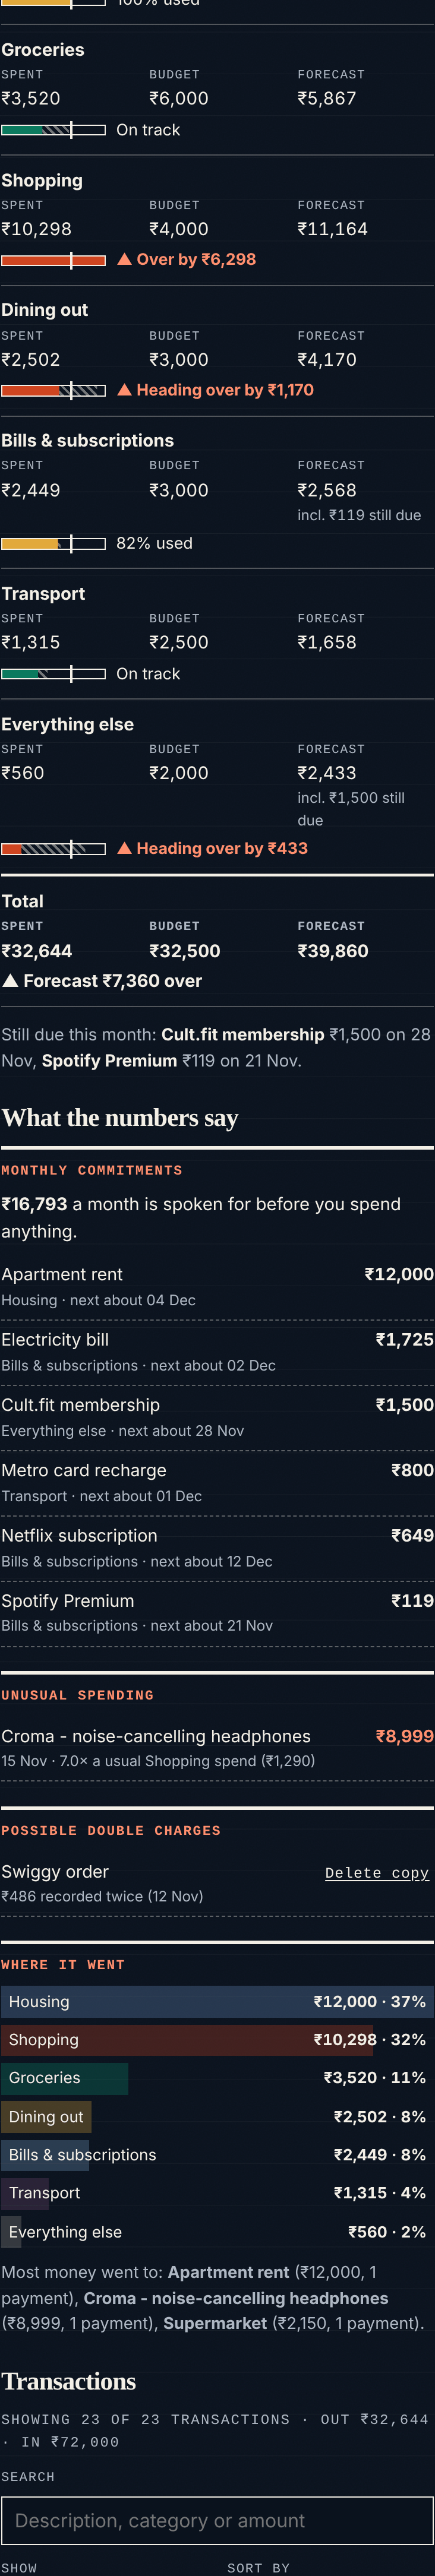 100% used
Groceries
SPENT BUDGET FORECAST
₹3,520 ₹6,000 ₹5,867
On track
Shopping
SPENT BUDGET FORECAST
₹10,298 ₹4,000 ₹11,164
▲ Over by ₹6,298
Dining out
SPENT BUDGET FORECAST
₹2,502 ₹3,000 ₹4,170
▲ Heading over by ₹1,170
Bills & subscriptions
SPENT BUDGET FORECAST
₹2,449 ₹3,000 ₹2,568
incl. ₹119 still due
82% used
Transport
SPENT BUDGET FORECAST
₹1,315 ₹2,500 ₹1,658
On track
Everything else
SPENT BUDGET FORECAST
₹560 ₹2,000 ₹2,433
incl. ₹1,500 still
due
▲ Heading over by ₹433
Total
SPENT BUDGET FORECAST
₹32,644 ₹32,500 ₹39,860
▲ Forecast ₹7,360 over
Still due this month: Cult.fit membership ₹1,500 on 28
Nov, Spotify Premium ₹119 on 21 Nov.
What the numbers say
MONTHLY COMMITMENTS
₹16,793 a month is spoken for before you spend
anything.
Apartment rent ₹12,000
Housing · next about 04 Dec
Electricity bill ₹1,725
Bills & subscriptions · next about 02 Dec
Cult.fit membership ₹1,500
Everything else · next about 28 Nov
Metro card recharge ₹800
Transport · next about 01 Dec
Netflix subscription ₹649
Bills & subscriptions · next about 12 Dec
Spotify Premium ₹119
Bills & subscriptions · next about 21 Nov
UNUSUAL SPENDING
Croma - noise-cancelling headphones ₹8,999
15 Nov · 7.0× a usual Shopping spend (₹1,290)
POSSIBLE DOUBLE CHARGES
Swiggy order Delete copy
₹486 recorded twice (12 Nov)
WHERE IT WENT
Housing ₹12,000 · 37%
Shopping ₹10,298 · 32%
Groceries ₹3,520 · 11%
Dining out ₹2,502 · 8%
Bills & subscriptions ₹2,449 · 8%
Transport ₹1,315 · 4%
Everything else ₹560 · 2%
Most money went to: Apartment rent (₹12,000, 1
payment), Croma - noise-cancelling headphones
(₹8,999, 1 payment), Supermarket (₹2,150, 1 payment).
Transactions
SHOWING 23 OF 23 TRANSACTIONS · OUT ₹32,644
· IN ₹72,000
SEARCH
Description, category or amount
SHOW SORT BY